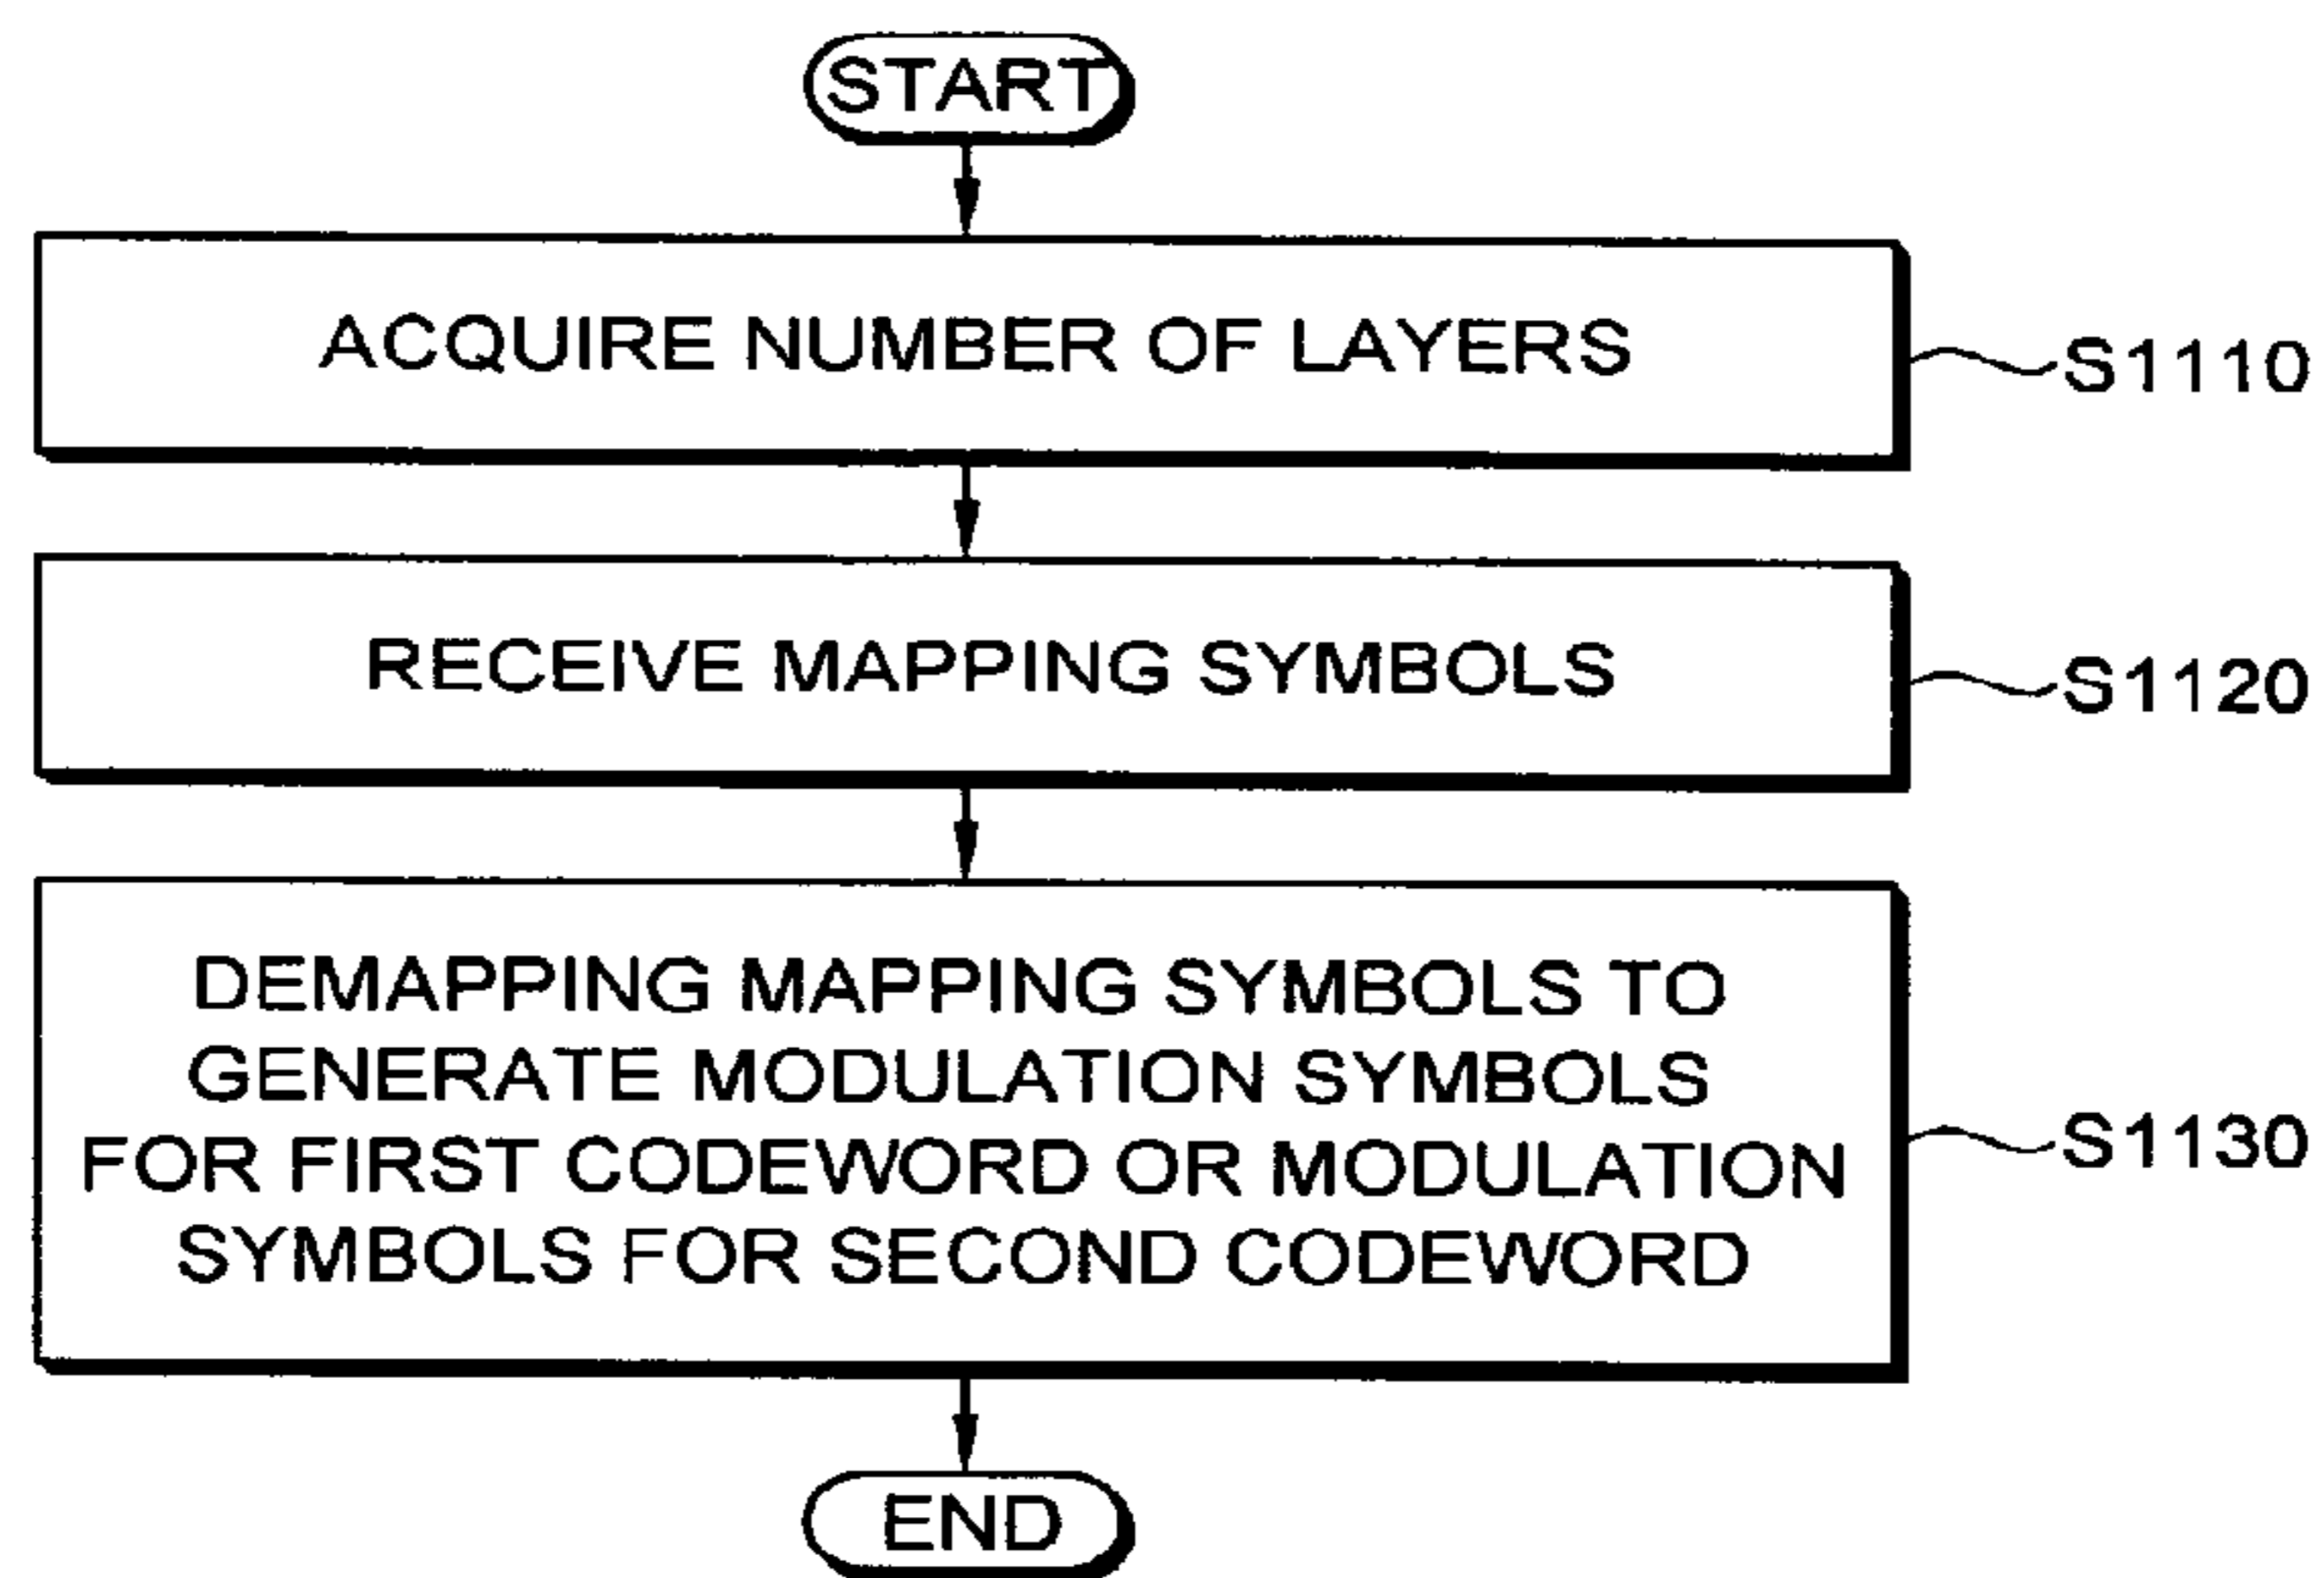 START
ACQUIRE NUMBER OF LAYERS
S1110
RECEIVE MAPPING SYMBOLS
S1120
DEMAPPING MAPPING SYMBOLS TO
GENERATE MODULATION SYMBOLS
FOR FIRST CODEWORD OR MODULATION
SYMBOLS FOR SECOND CODEWORD
S1130
END